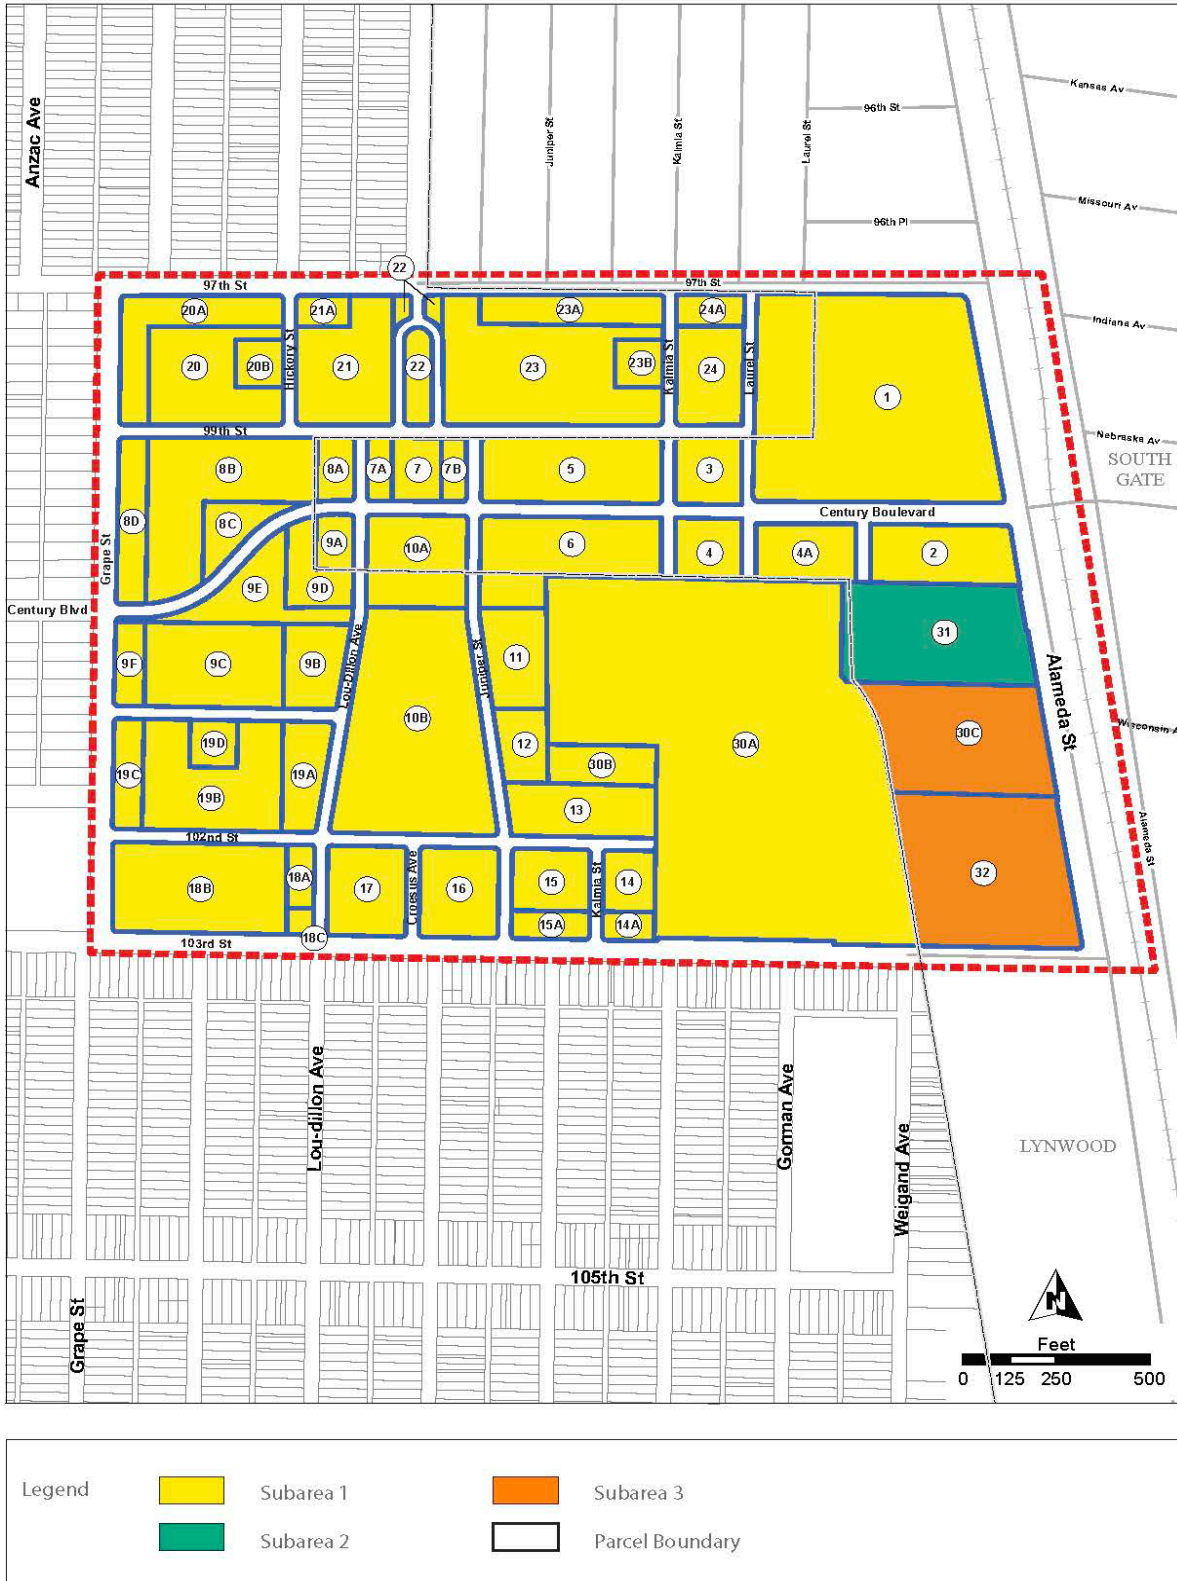 Anzac Ave
Juniper St
Kalmia St
Laurel St
96th St
Kansas Av
96th Pl
Missouri Av
22
97th St
97th St
20A
21A
23A
24A
Indiana Av
20
20B
Hickory St
21
22
23
23B
Kalmia St
24
Laurel St
1
99th St
Nebraska Av
SOUTH
GATE
8B
8A
7A
7
7B
5
3
8D
8C
Century Boulevard
Grape St
9A
10A
6
4
4A
2
9E
9D
Century Blvd
31
9F
9C
9B
Lou-Dillon Ave
Juniper St
11
Alameda St
10B
12
30A
30C
Wisconsin A
19D
19C
19A
30B
19B
13
102nd St
Alameda St
18A
18B
17
Croesus Ave
16
15
Kalmia St
14
32
15A
14A
103rd St
18C
Lou-dillon Ave
Gorman Ave
Weigand Ave
LYNWOOD
105th St
Grape St
N
Feet
0 125 250 500
Legend
Subarea 1
Subarea 3
Subarea 2
Parcel Boundary